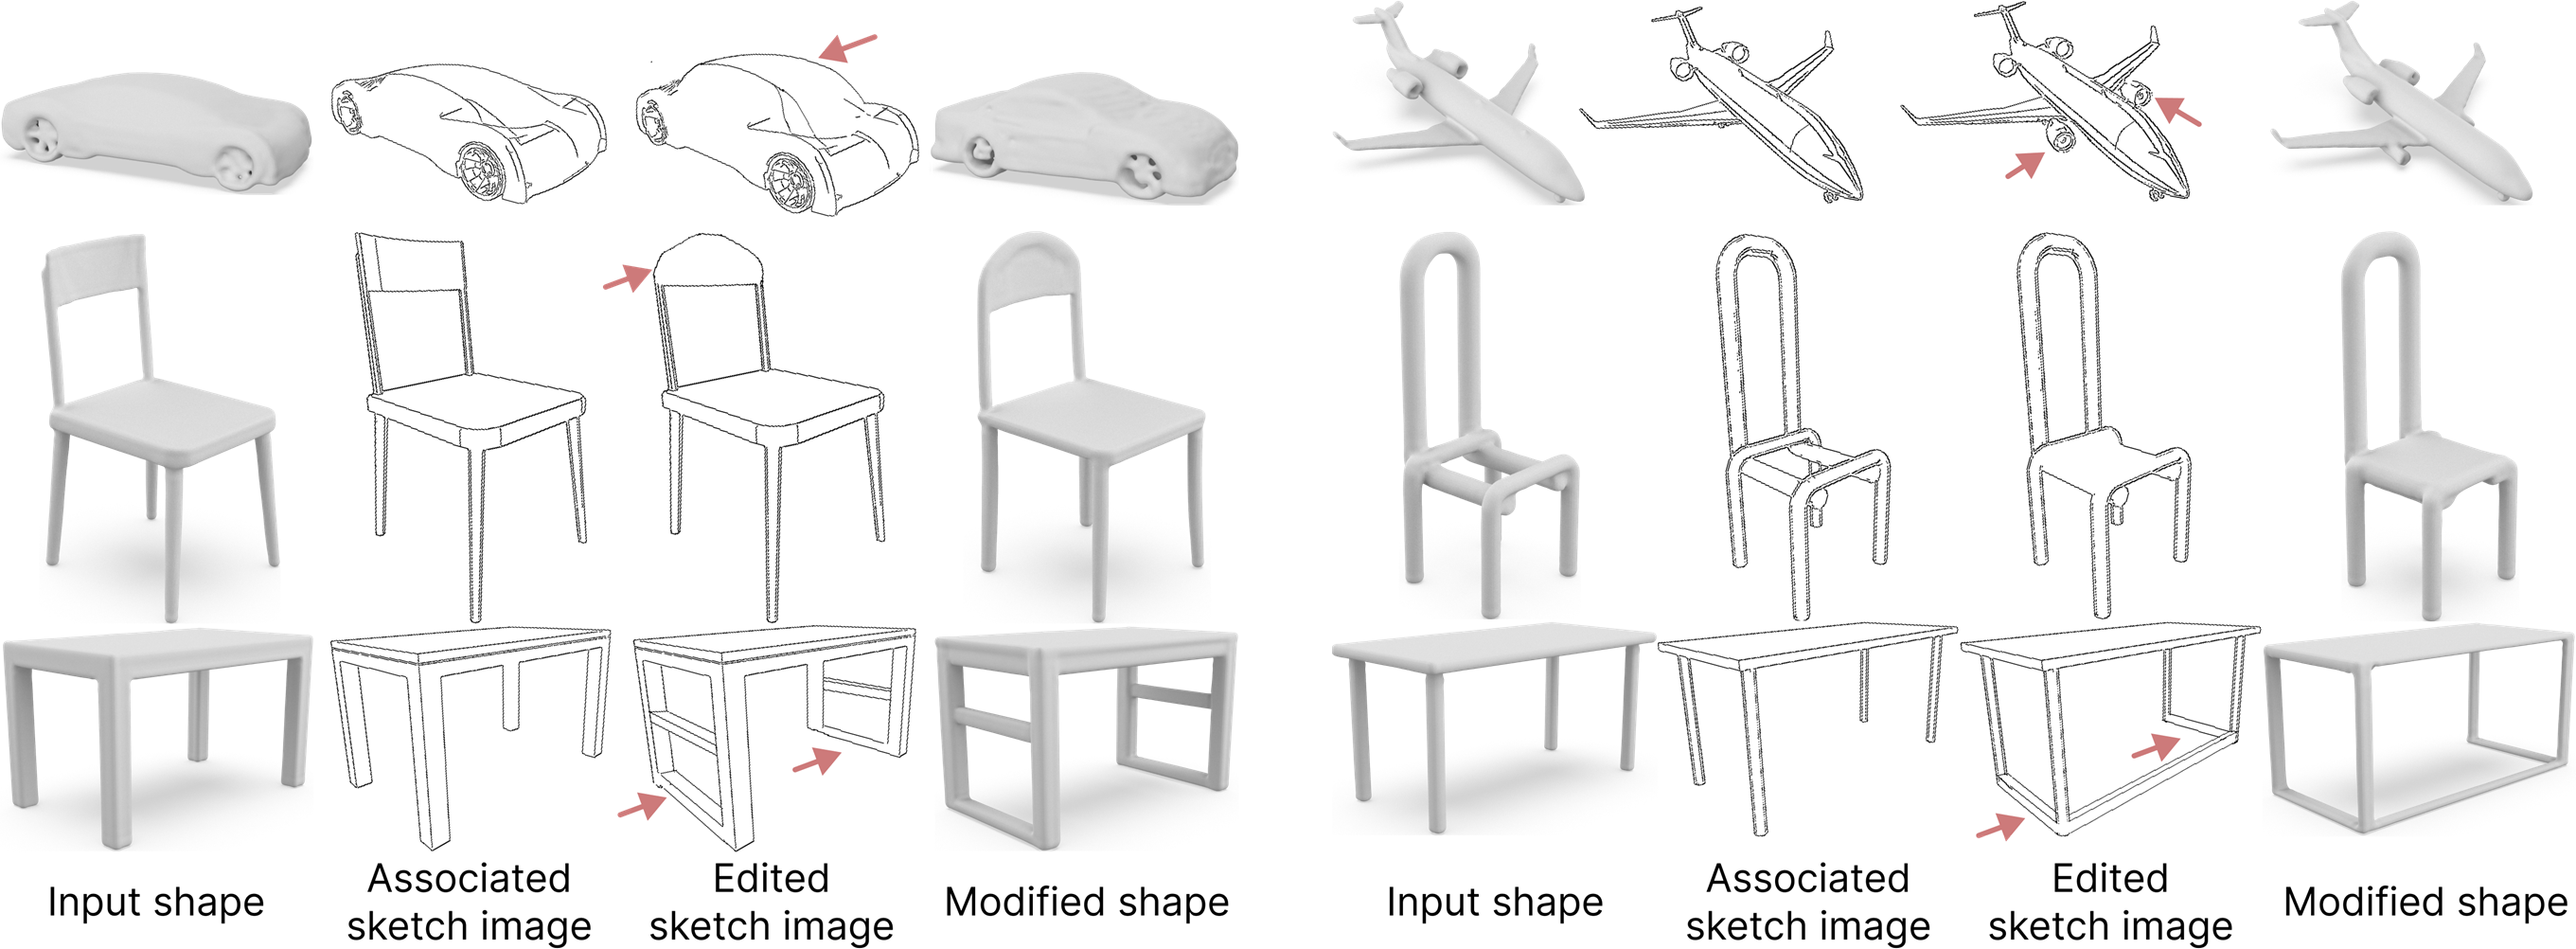 Input shape
Associated
sketch image
Edited
sketch image
Modified shape
Input shape
Associated
sketch image
Edited
sketch image
Modified shape